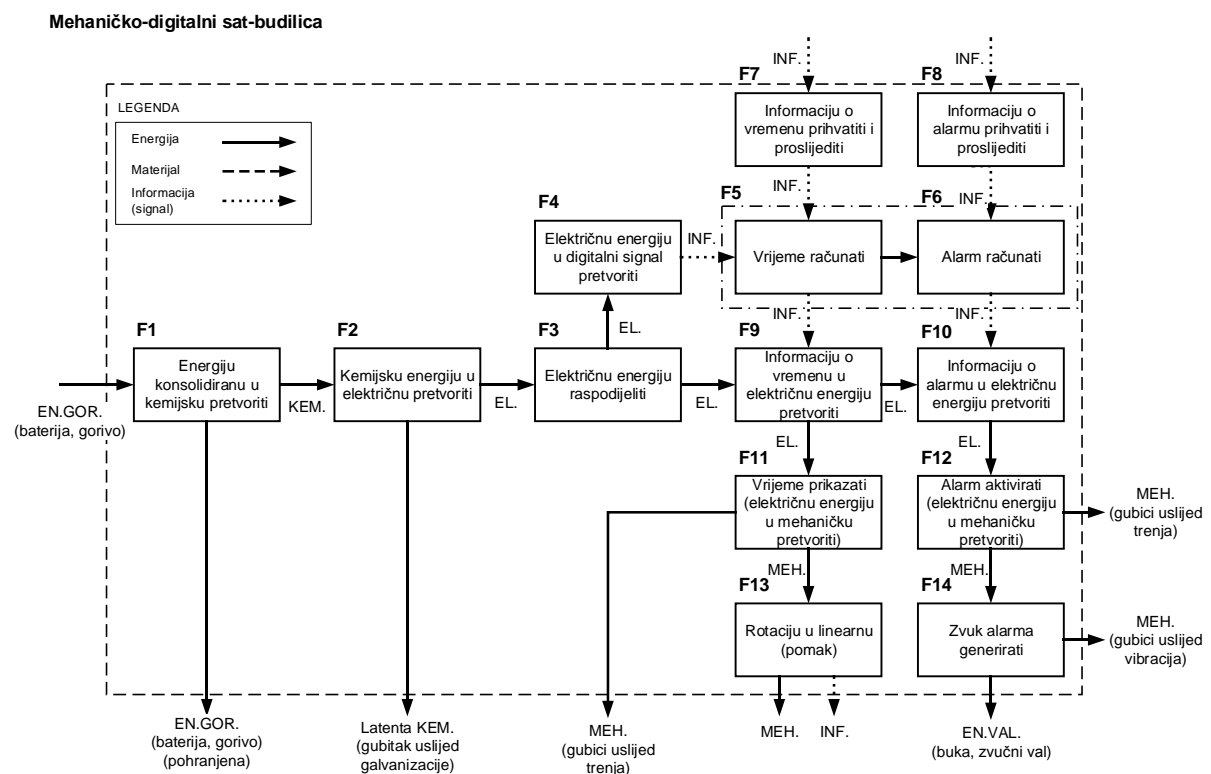 Mehaničko-digitalni sat-budilica
INF.
INF.
F7
F8
LEGENDA
Energija
Materijal
Informacija
(signal)
Informaciju o
vremenu prihvatiti i
proslijediti
Informaciju o
alarmu prihvatiti i
proslijediti
INF.
INF.
F4
F5
F6
Električnu energiju
u digitalni signal
pretvoriti
INF.
Vrijeme računati
Alarm računati
EL.
INF.
INF.
F1
F2
F3
F9
F10
Energiju
konsolidiranu u
kemijsku pretvoriti
Kemijsku energiju u
električnu pretvoriti
Električnu energiju
raspodijeliti
Informaciju o
vremenu u
električnu energiju
pretvoriti
Informaciju o
alarmu u električnu
energiju pretvoriti
EN.GOR.
(baterija, gorivo)
KEM.
EL.
EL.
EL.
EL.
EL.
F11
F12
Vrijeme prikazati
(električnu energiju
u mehaničku
pretvoriti)
Alarm aktivirati
(električnu energiju
u mehaničku
pretvoriti)
MEH.
(gubici uslijed
trenja)
MEH.
MEH.
F13
F14
Rotaciju u linearnu
(pomak)
Zvuk alarma
generirati
MEH.
(gubici uslijed
vibracija)
EN.GOR.
(baterija, gorivo)
pohranjena)
Latenta KEM.
(gubitak uslijed
galvanizacije)
MEH.
(gubici uslijed
trenja)
MEH.
INF.
EN.VAL.
(buka, zvučni val)